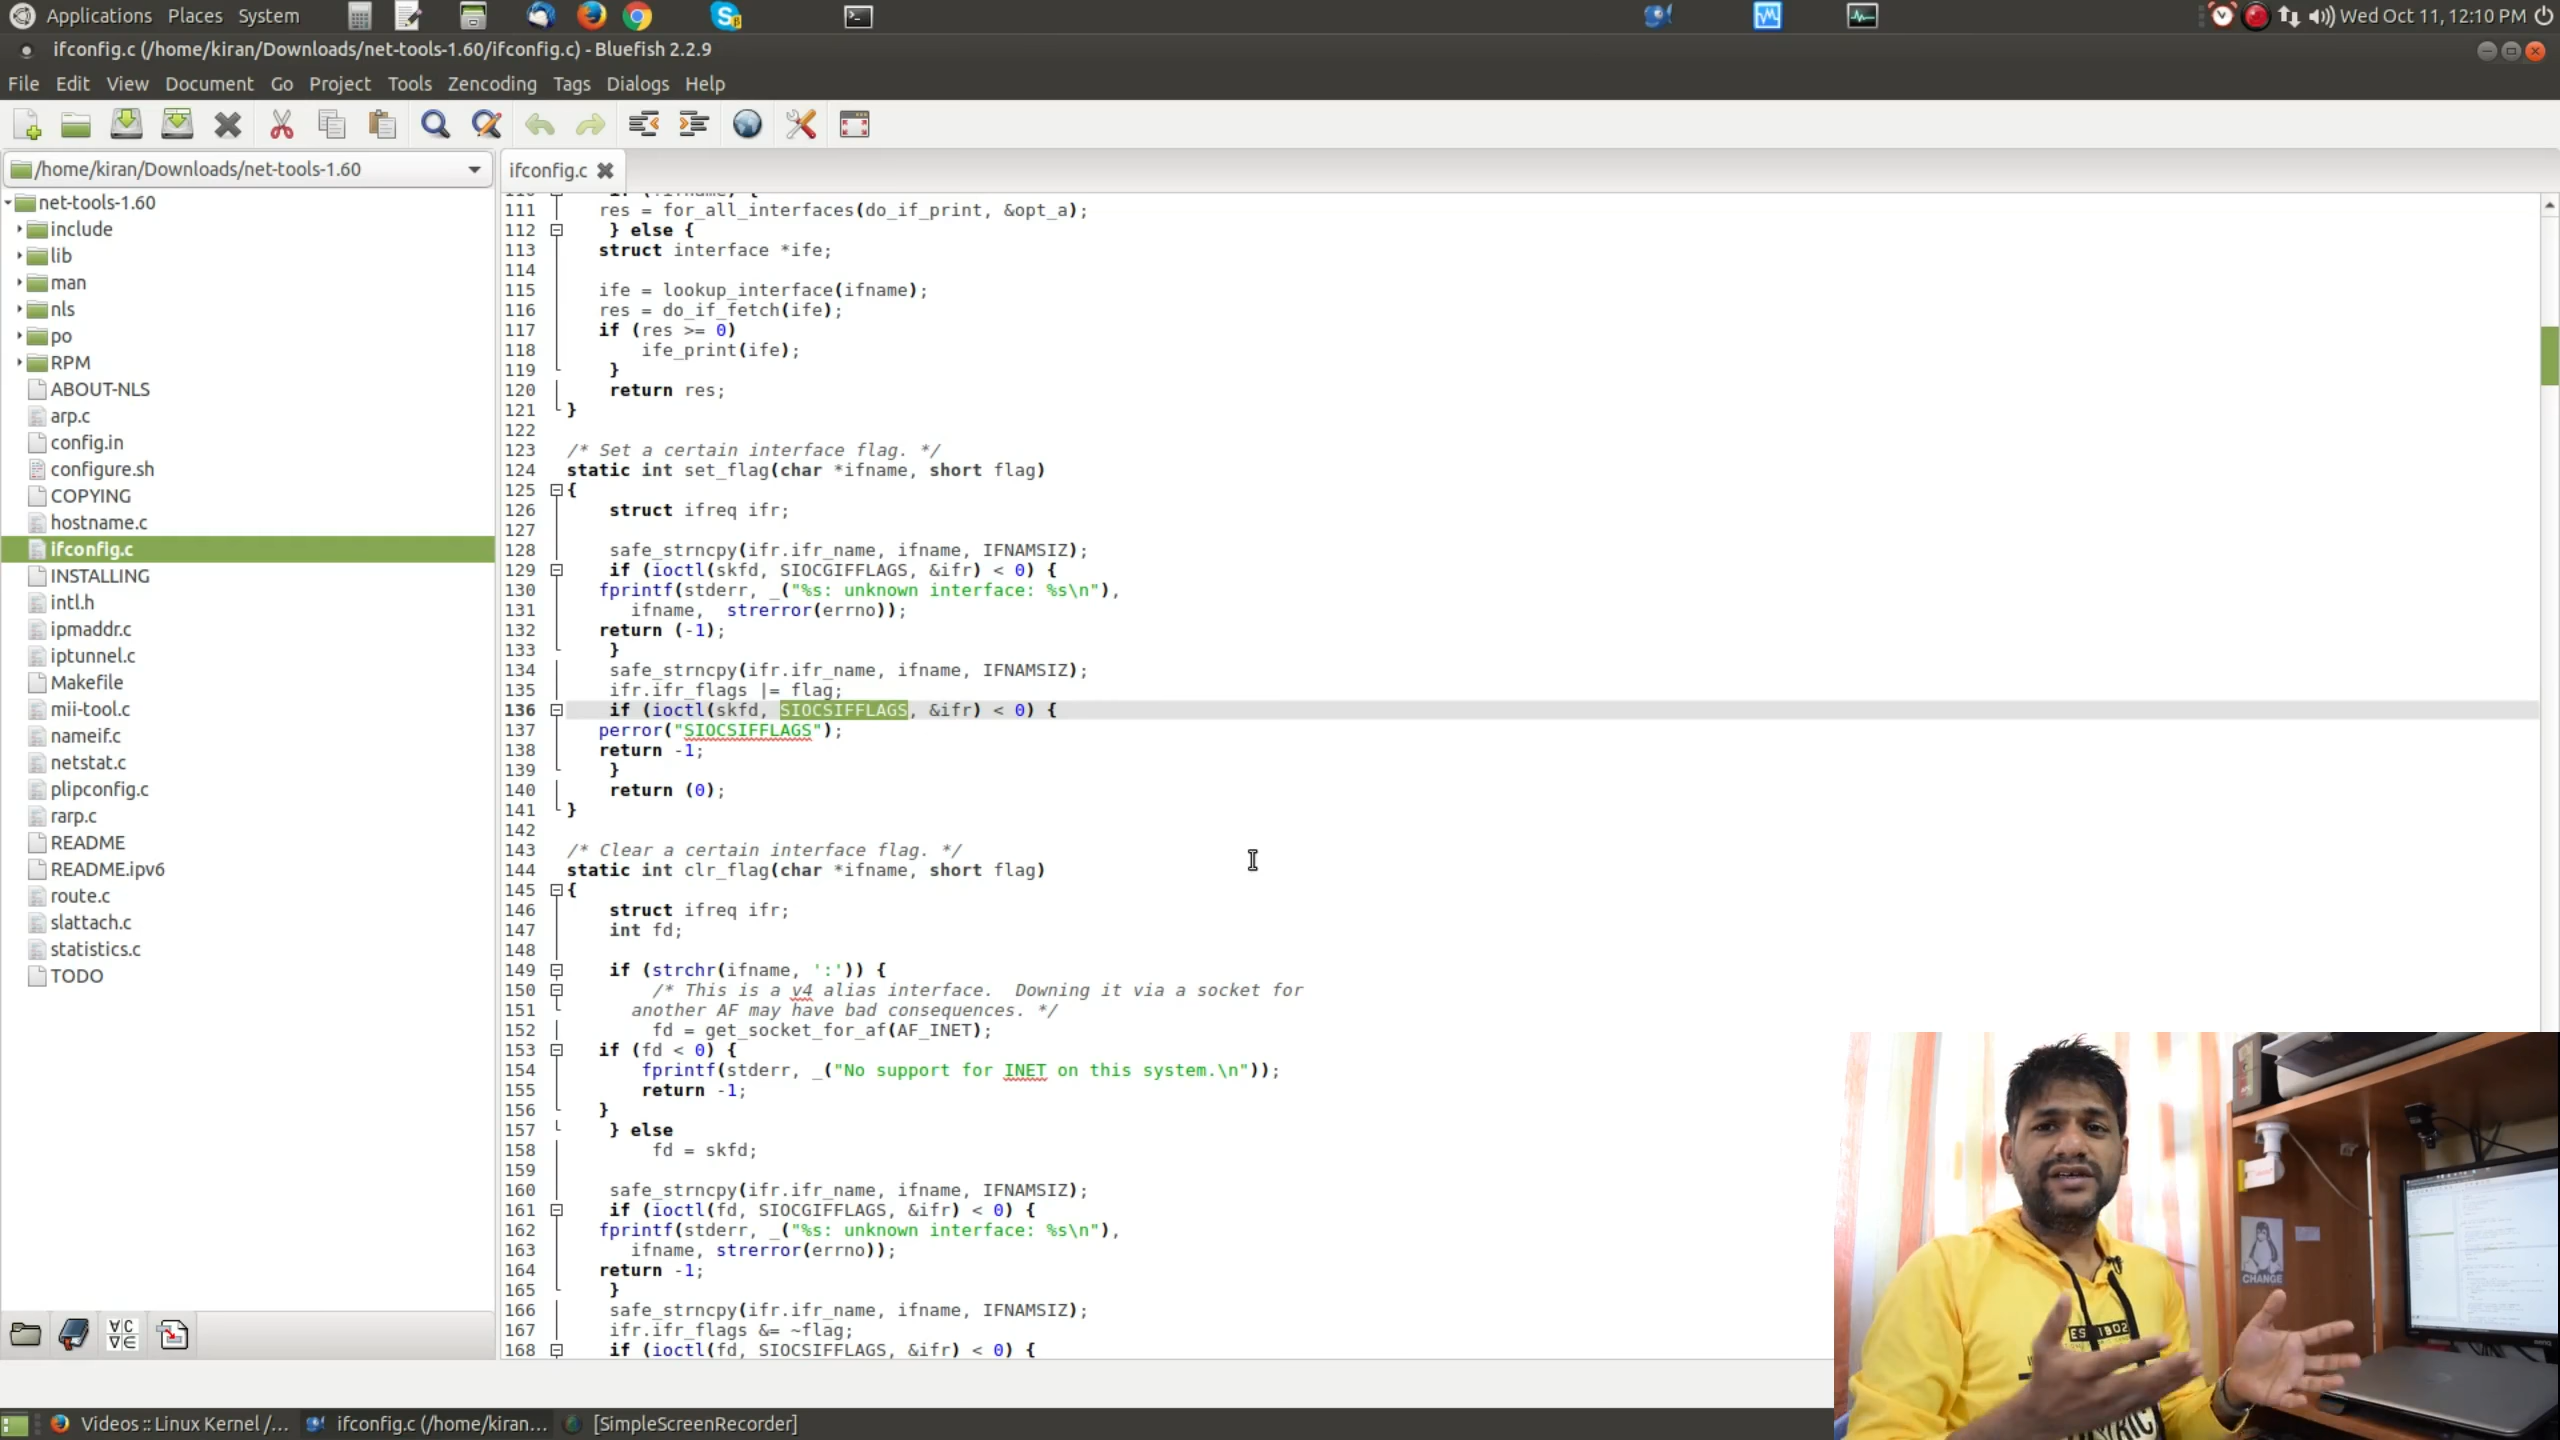 Applications Places System
Wed Oct 11, 12:10 PM
ifconfig.c (/home/kiran/Downloads/net-tools-1.60/ifconfig.c) - Bluefish 2.2.9
File Edit View Document Go Project Tools Zencoding Tags Dialogs Help
/home/kiran/Downloads/net-tools-1.60
net-tools-1.60
include
lib
man
nls
po
RPM
ABOUT-NLS
arp.c
config.in
configure.sh
COPYING
hostname.c
ifconfig.c
INSTALLING
intl.h
ipmaddr.c
iptunnel.c
Makefile
mii-tool.c
nameif.c
netstat.c
plipconfig.c
rarp.c
README
README.ipv6
route.c
slattach.c
statistics.c
TODO
ifconfig.c
111 res = for_all_interfaces(do_if_print, &opt_a);
112 } else {
113 struct interface *ife;
114
115 ife = lookup_interface(ifname);
116 res = do_if_fetch(ife);
117 if (res >= 0)
118 ife_print(ife);
119 }
120 return res;
121 }
122
123 /* Set a certain interface flag. */
124 static int set_flag(char *ifname, short flag)
125 {
126 struct ifreq ifr;
127
128 safe_strncpy(ifr.ifr_name, ifname, IFNAMSIZ);
129 if (ioctl(skfd, SIOCGIFFLAGS, &ifr) < 0) {
130 fprintf(stderr, _("%s: unknown interface: %s\n"),
131 ifname, strerror(errno));
132 return (-1);
133 }
134 safe_strncpy(ifr.ifr_name, ifname, IFNAMSIZ);
135 ifr.ifr_flags |= flag;
136 if (ioctl(skfd, SIOCSIFFLAGS, &ifr) < 0) {
137 perror("SIOCSIFFLAGS");
138 return -1;
139 }
140 return (0);
141 }
142
143 /* Clear a certain interface flag. */
144 static int clr_flag(char *ifname, short flag)
145 {
146 struct ifreq ifr;
147 int fd;
148
149 if (strchr(ifname, ':')) {
150 /* This is a v4 alias interface. Downing it via a socket for
151 another AF may have bad consequences. */
152 fd = get_socket_for_af(AF_INET);
153 if (fd < 0) {
154 fprintf(stderr, _("No support for INET on this system.\n"));
155 return -1;
156 }
157 } else
158 fd = skfd;
159
160 safe_strncpy(ifr.ifr_name, ifname, IFNAMSIZ);
161 if (ioctl(fd, SIOCGIFFLAGS, &ifr) < 0) {
162 fprintf(stderr, _("%s: unknown interface: %s\n"),
163 ifname, strerror(errno));
164 return -1;
165 }
166 safe_strncpy(ifr.ifr_name, ifname, IFNAMSIZ);
167 ifr.ifr_flags &= ~flag;
168 if (ioctl(fd, SIOCSIFFLAGS, &ifr) < 0) {
CHANGE
Videos :: Linux Kernel /... ifconfig.c (/home/kiran... [SimpleScreenRecorder]